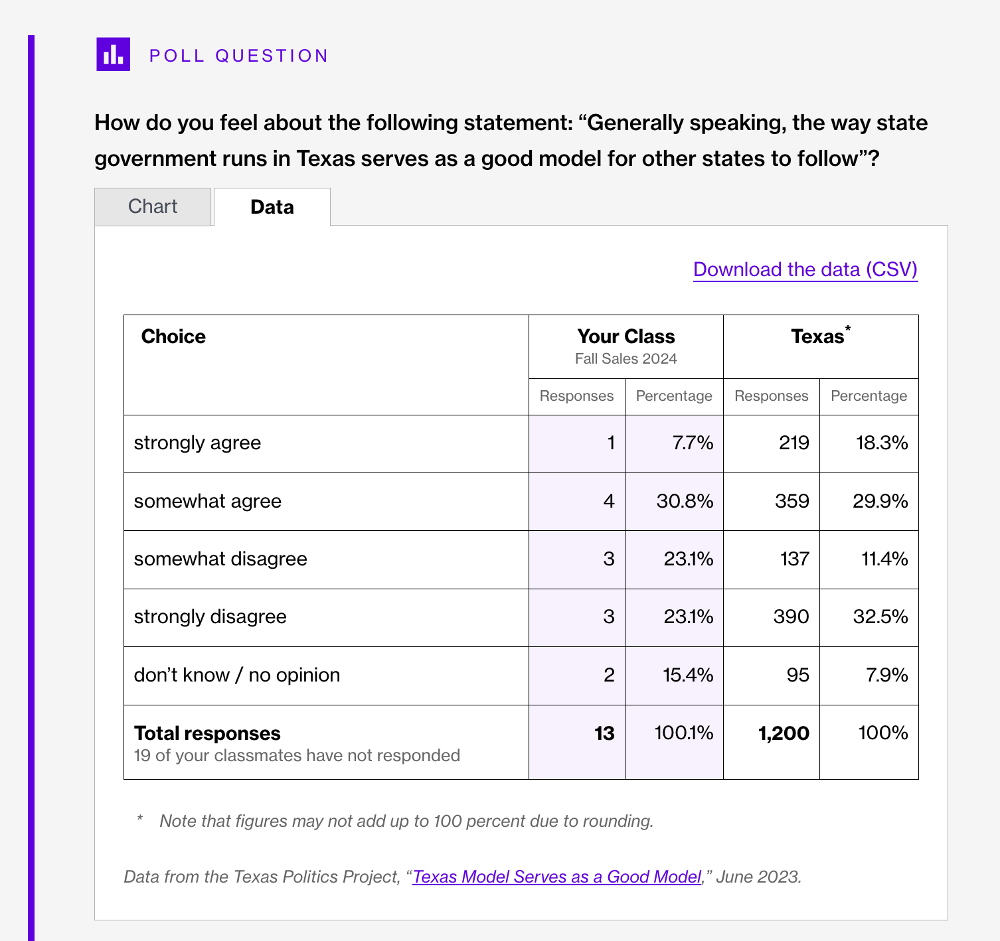 POLL QUESTION
How do you feel about the following statement: “Generally speaking, the way state
government runs in Texas serves as a good model for other states to follow”?
Chart Data
Download the data (CSV)
Choice Your Class Texas*
Fall Sales 2024
Responses Percentage Responses Percentage
strongly agree 1 7.7% 219 18.3%
somewhat agree 4 30.8% 359 29.9%
somewhat disagree 3 23.1% 137 11.4%
strongly disagree 3 23.1% 390 32.5%
don’t know / no opinion 2 15.4% 95 7.9%
Total responses 13 100.1% 1,200 100%
19 of your classmates have not responded
* Note that figures may not add up to 100 percent due to rounding.
Data from the Texas Politics Project, “Texas Model Serves as a Good Model,” June 2023.